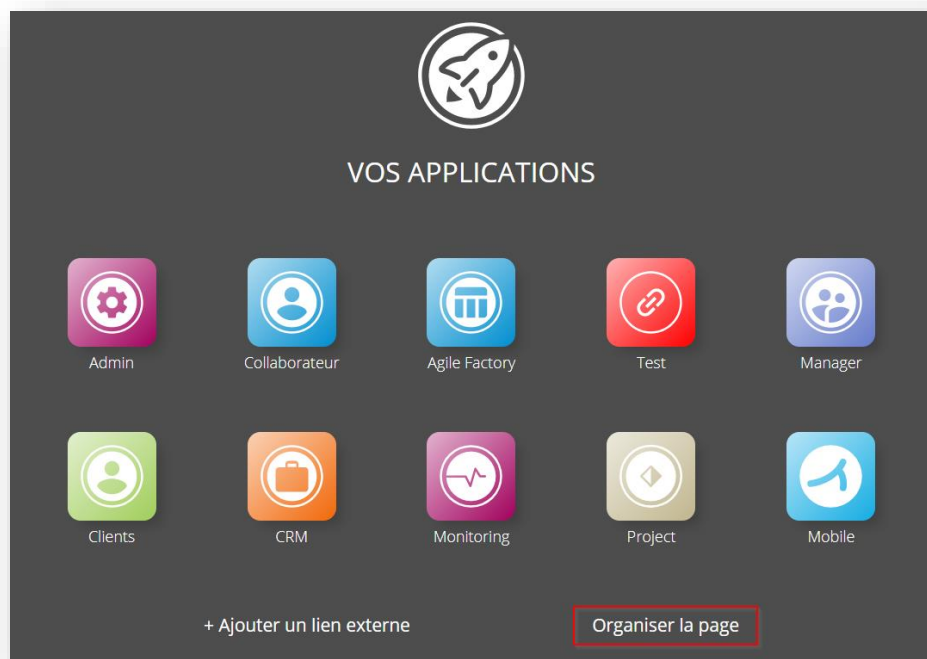 VOS APPLICATIONS
Admin
Collaborateur
Agile Factory
Test
Manager
Clients
CRM
Monitoring
Project
Mobile
+ Ajouter un lien externe
Organiser la page